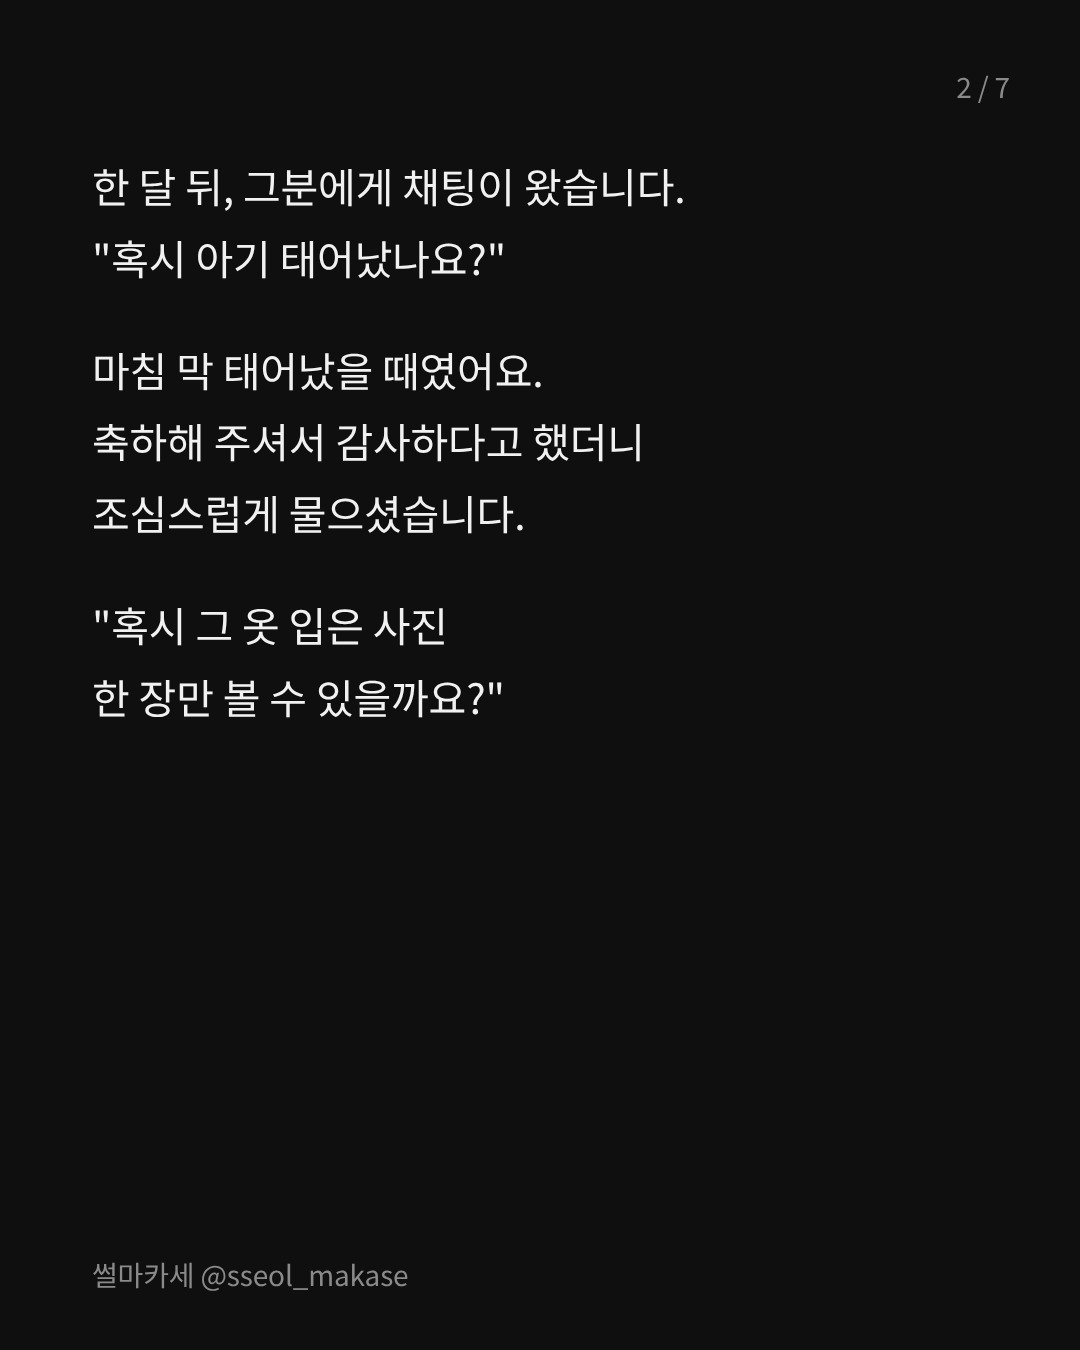 2 / 7
한 달 뒤, 그분에게 채팅이 왔습니다.
"혹시 아기 태어났나요?"
마침 막 태어났을 때였어요.
축하해 주셔서 감사하다고 했더니
조심스럽게 물으셨습니다.
"혹시 그 옷 입은 사진
한 장만 볼 수 있을까요?"
썰마카세 @sseol_makase